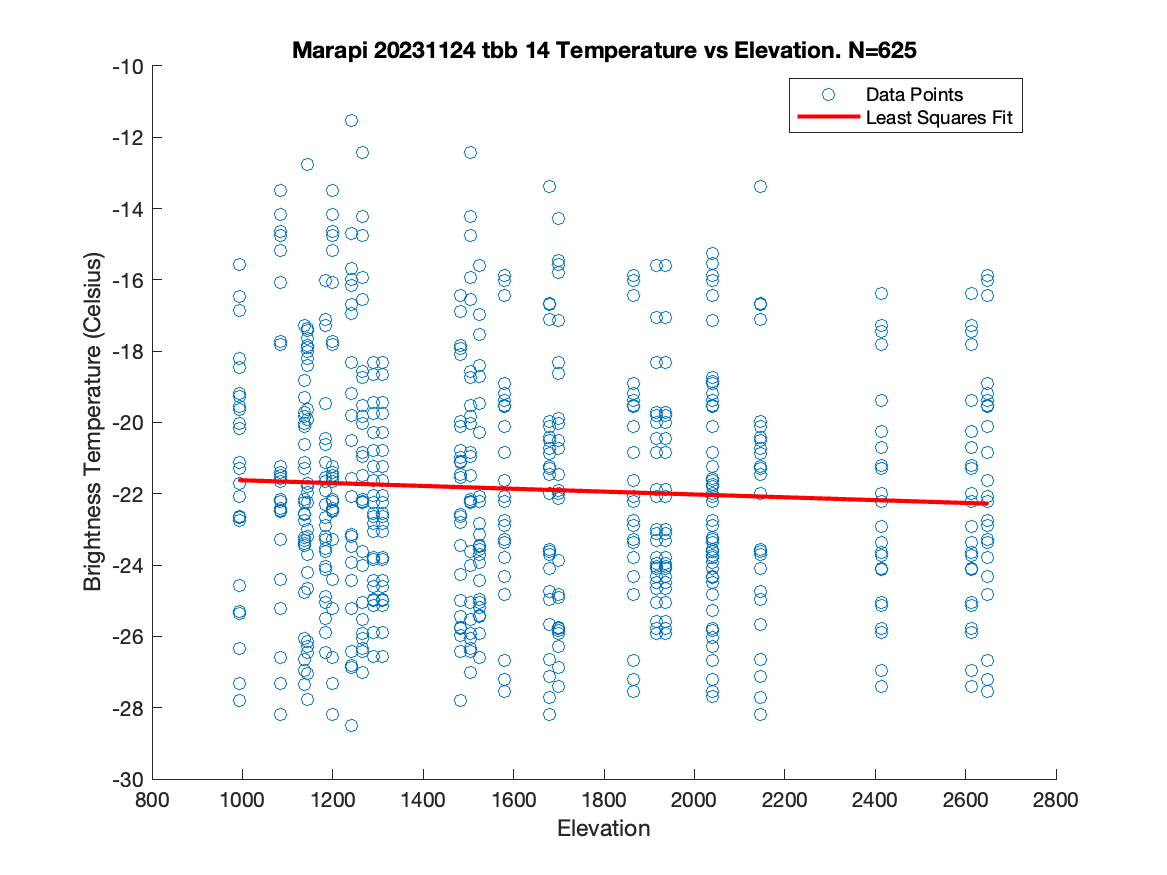 Marapi 20231124 tbb 14 Temperature vs Elevation. N=625
Data Points
Least Squares Fit
Brightness Temperature (Celsius)
-10
-12
-14
-16
-18
-20
-22
-24
-26
-28
-30
800 1000 1200 1400 1600 1800 2000 2200 2400 2600 2800
Elevation